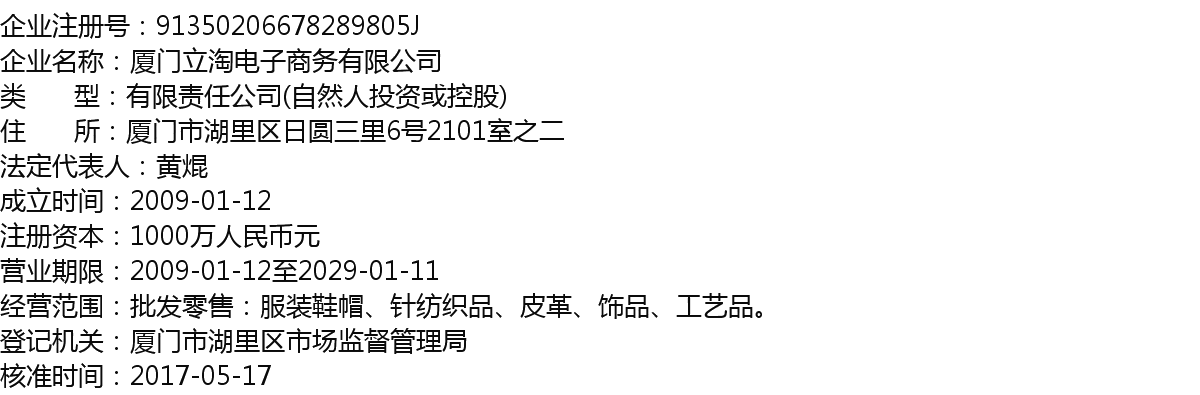 企业注册号：91350206678289805J
企业名称：厦门立淘电子商务有限公司
类　　型：有限责任公司(自然人投资或控股)
住　　所：厦门市湖里区日圆三里6号2101室之二
法定代表人：黄焜
成立时间：2009-01-12
注册资本：1000万人民币元
营业期限：2009-01-12至2029-01-11
经营范围：批发零售：服装鞋帽、针纺织品、皮革、饰品、工艺品。
登记机关：厦门市湖里区市场监督管理局
核准时间：2017-05-17